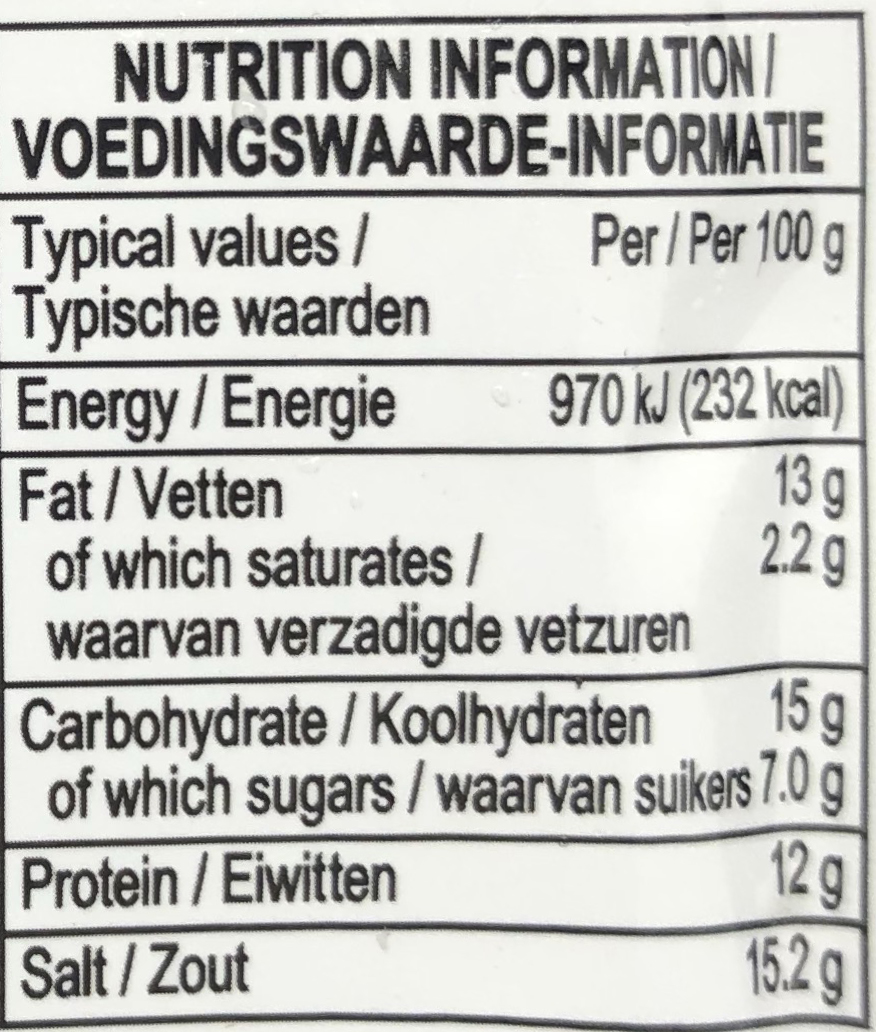 NUTRITION INFORMATION /
VOEDINGSWAARDE-INFORMATIE
Typical values / Per / Per 100 g
Typische waarden
Energy / Energie 970 kJ (232 kcal)
Fat / Vetten 13 g
of which saturates / 2.2 g
waarvan verzadigde vetzuren
Carbohydrate / Koolhydraten 15 g
of which sugars / waarvan suikers 7.0 g
Protein / Eiwitten 12 g
Salt / Zout 15.2 g